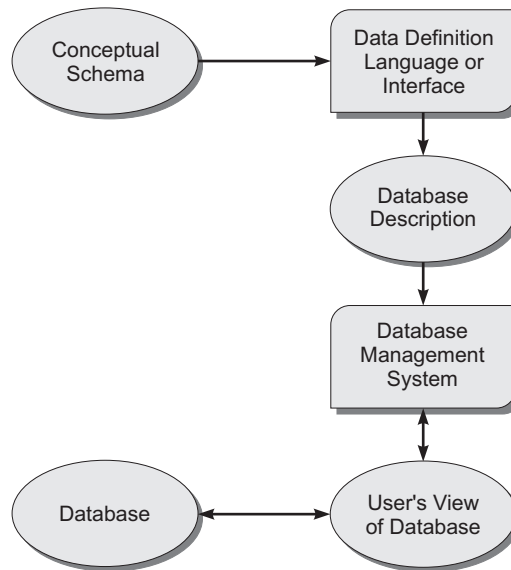 Conceptual
Schema
Data Definition
Language or
Interface
Database
Description
Database
Management
System
Database
User's View
of Database